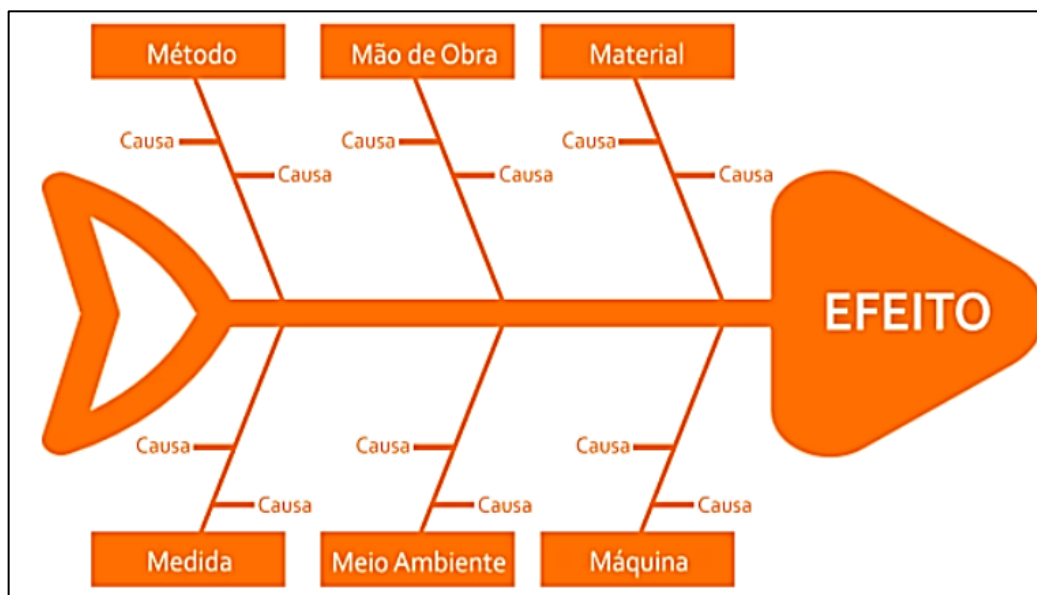 Método
Mão de Obra
Material
Causa
Causa
Causa
Causa
Causa
Causa
EFEITO
Causa
Causa
Causa
Causa
Causa
Causa
Medida
Meio Ambiente
Máquina